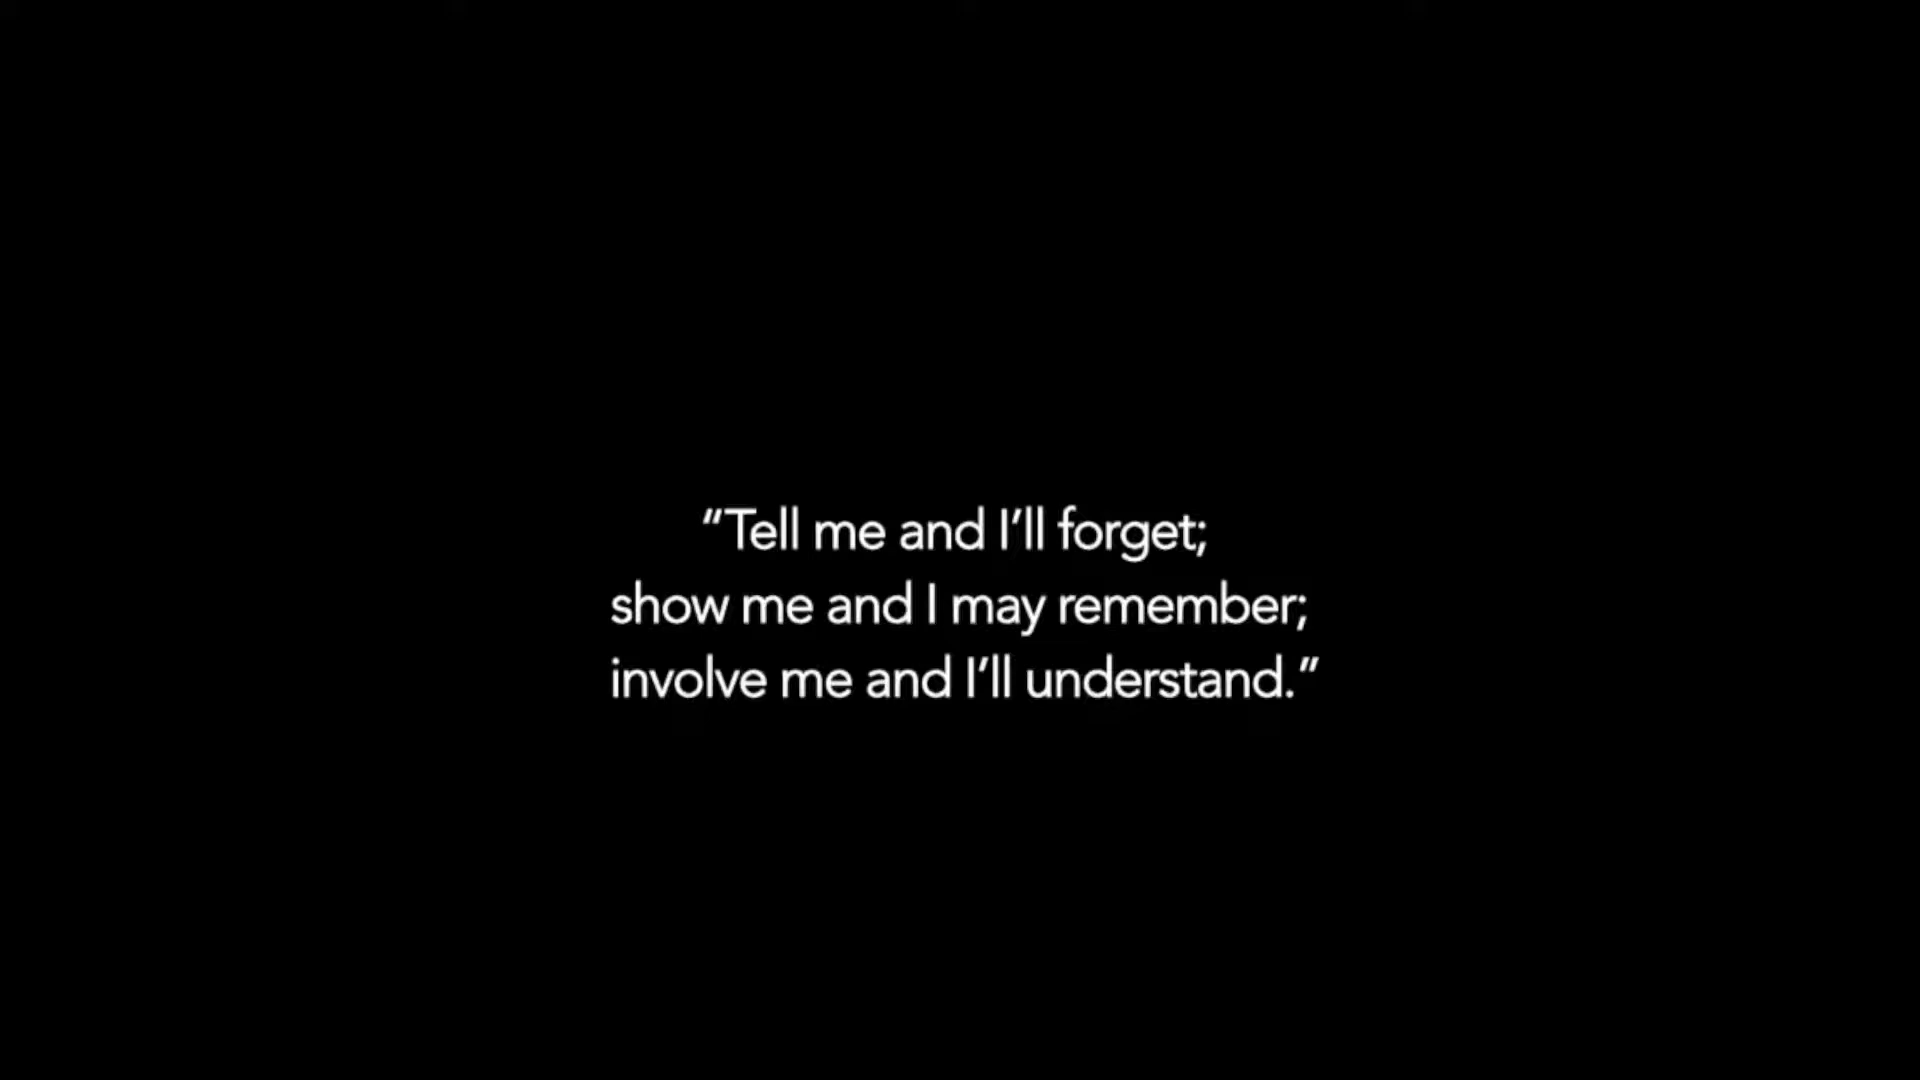 “Tell me and I’ll forget;
show me and I may remember;
involve me and I’ll understand.”